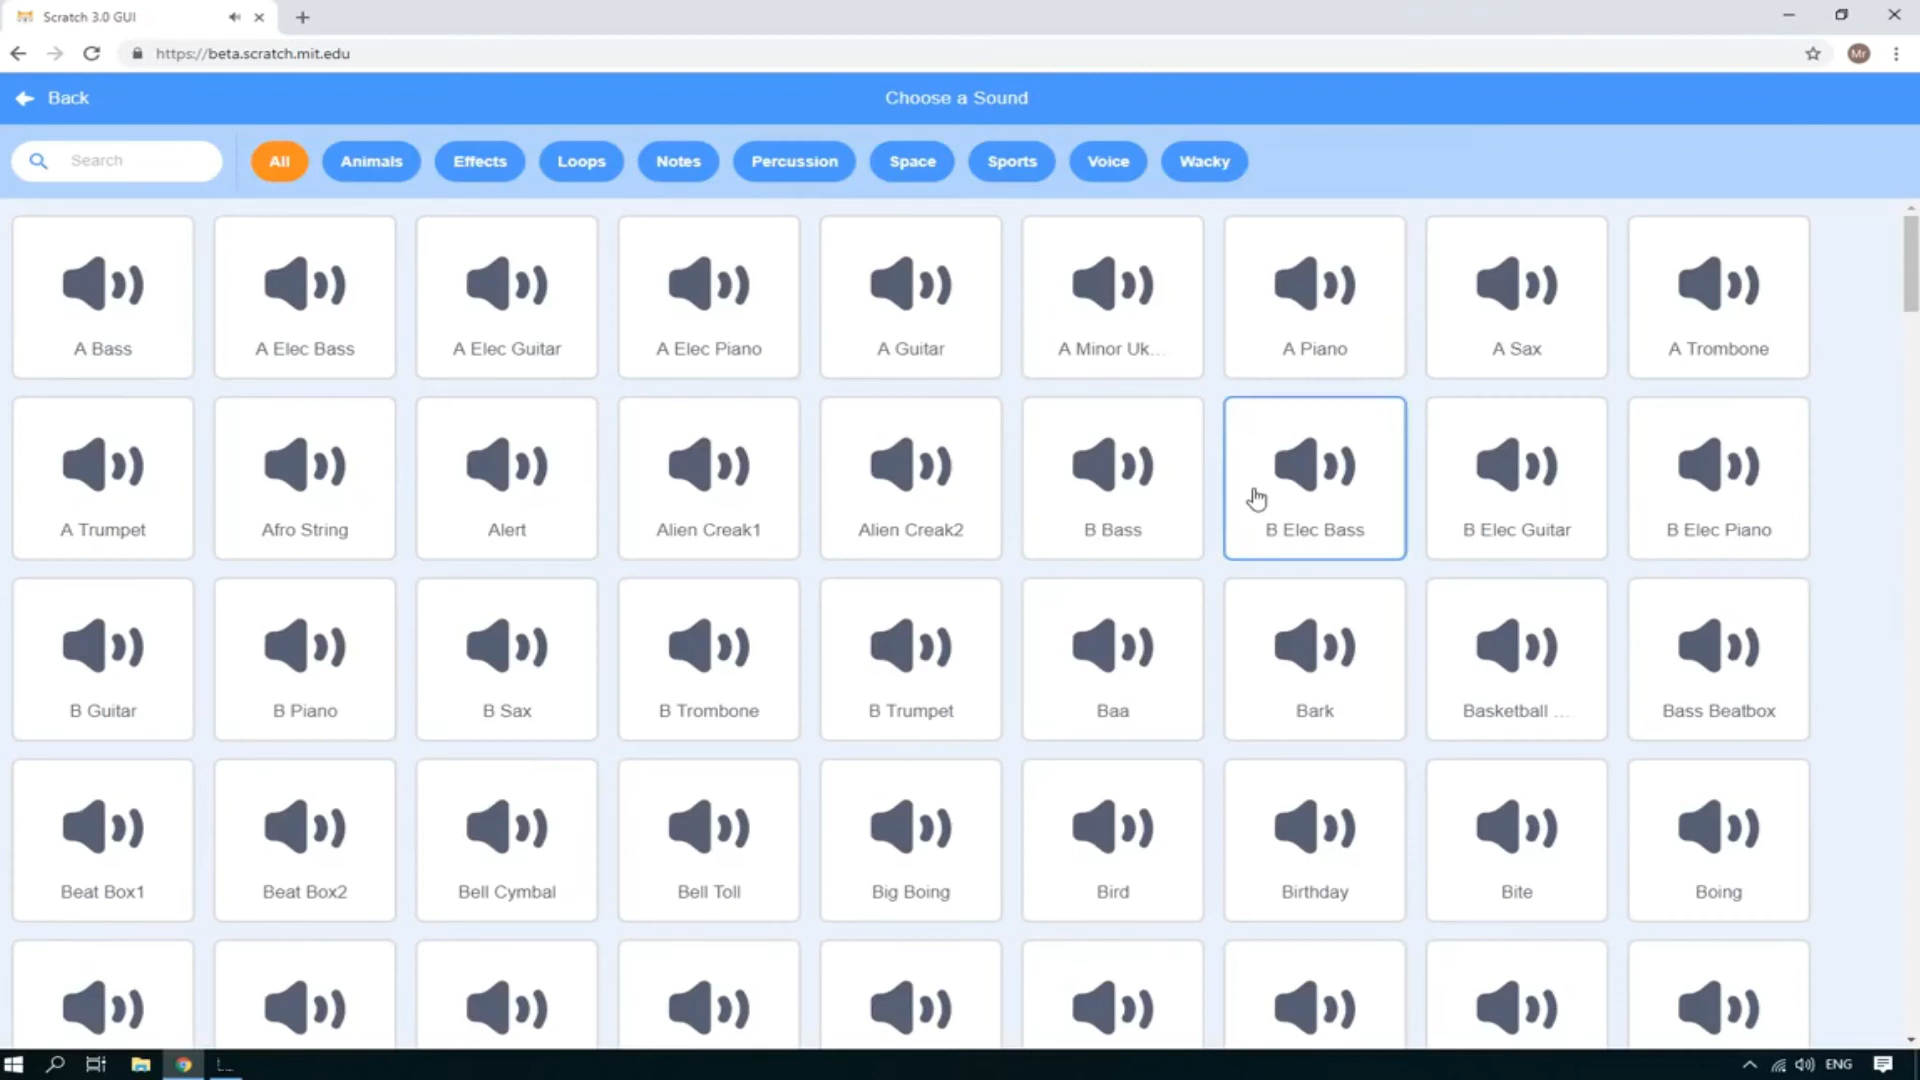 Scratch 3.0 GUI
https://beta.scratch.mit.edu
Mr
Back
Choose a Sound
Search
All
Animals
Effects
Loops
Notes
Percussion
Space
Sports
Voice
Wacky
A Bass
A Elec Bass
A Elec Guitar
A Elec Piano
A Guitar
A Minor Uk...
A Piano
A Sax
A Trombone
A Trumpet
Afro String
Alert
Alien Creak1
Alien Creak2
B Bass
B Elec Bass
B Elec Guitar
B Elec Piano
B Guitar
B Piano
B Sax
B Trombone
B Trumpet
Baa
Bark
Basketball ...
Bass Beatbox
Beat Box1
Beat Box2
Bell Cymbal
Bell Toll
Big Boing
Bird
Birthday
Bite
Boing
ENG